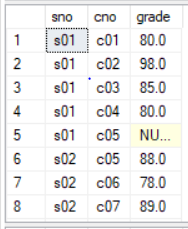 sno cno grade
1 s01 c01 80.0
2 s01 c02 98.0
3 s01 c03 85.0
4 s01 c04 80.0
5 s01 c05 NU...
6 s02 c05 88.0
7 s02 c06 78.0
8 s02 c07 89.0